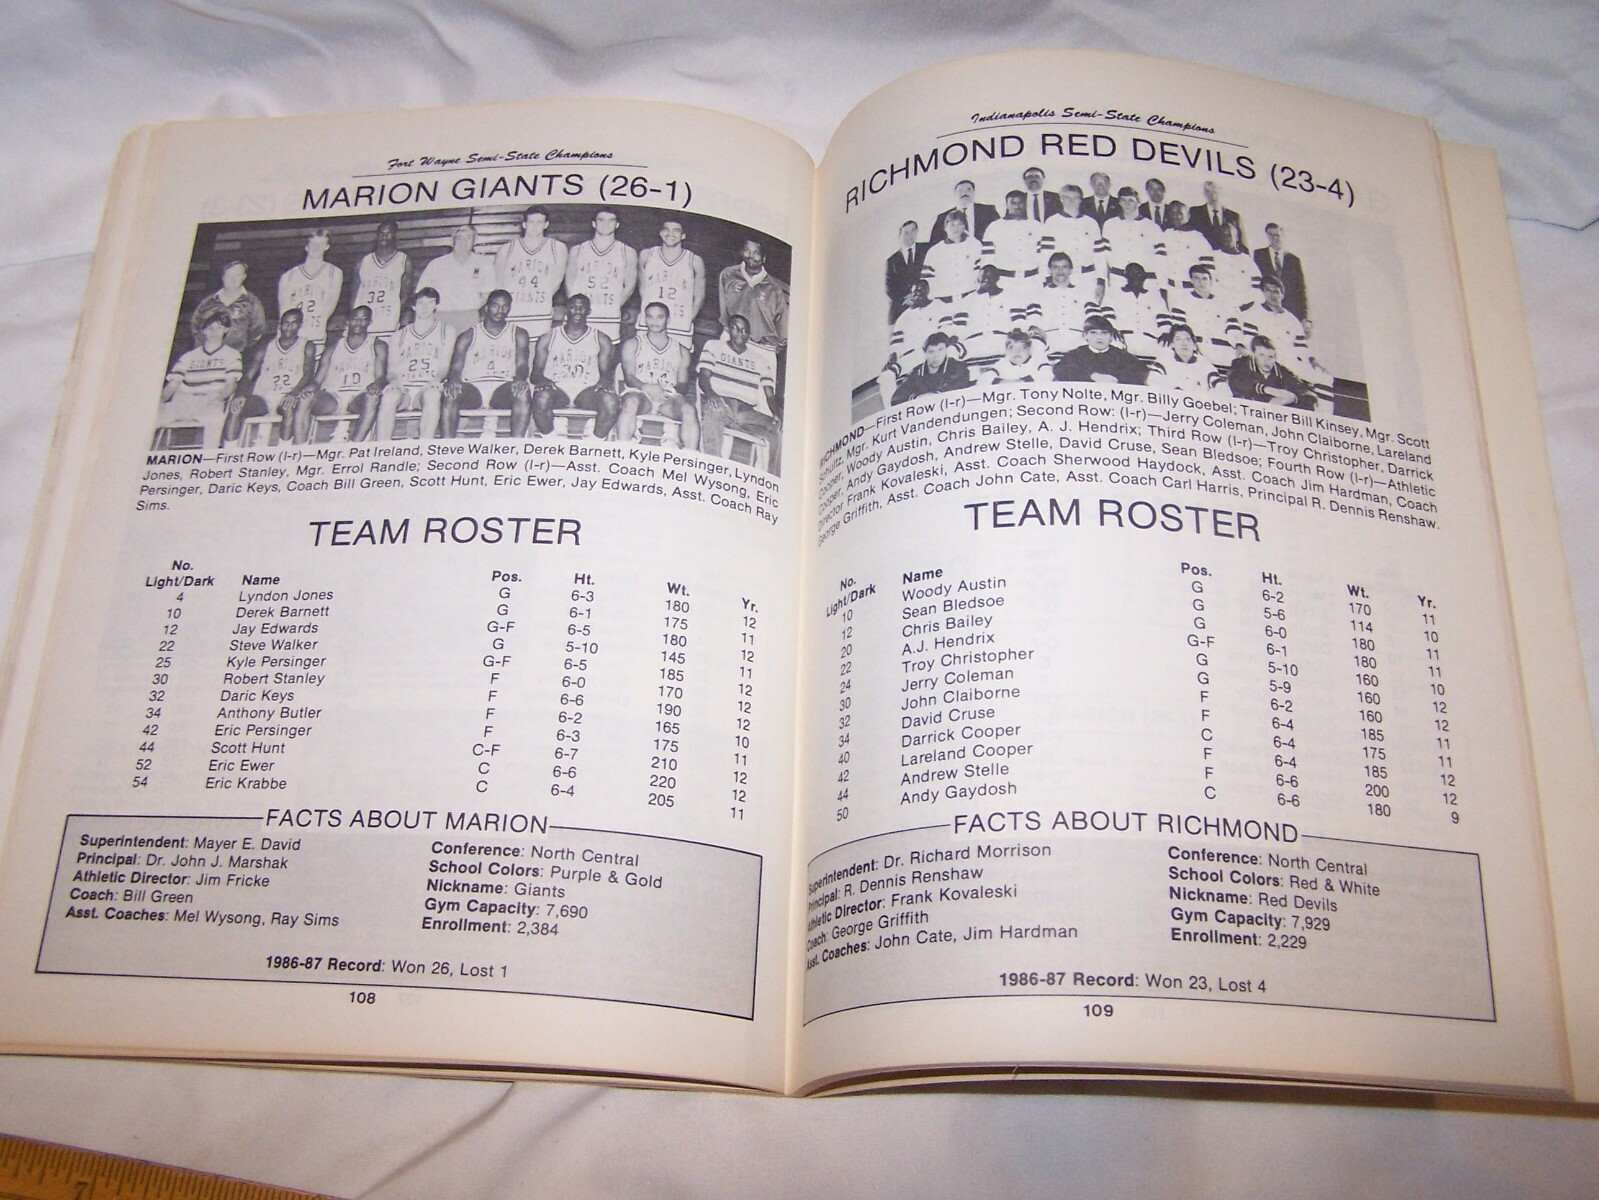 Fort Wayne Semi-State Champions
MARION GIANTS (26-1)
MARION—First Row (l-r)—Mgr. Pat Ireland, Steve Walker, Derek Barnett, Kyle Persinger, Lyndon
Jones, Robert Stanley, Mgr. Errol Randle; Second Row (l-r)—Asst. Coach Mel Wysong, Eric
Persinger, Daric Keys, Coach Bill Green, Scott Hunt, Eric Ewer, Jay Edwards, Asst. Coach Ray
Sims.
TEAM ROSTER
No.
Light/Dark Name Pos. Ht. Wt. Yr.
4 Lyndon Jones G 6-3 180 12
10 Derek Barnett G 6-1 175 11
12 Jay Edwards G-F 6-5 180 12
22 Steve Walker G 5-10 145 11
25 Kyle Persinger G-F 6-5 185 12
30 Robert Stanley F 6-0 170 12
32 Daric Keys F 6-6 190 12
34 Anthony Butler F 6-2 165 10
42 Eric Persinger F 6-3 175 11
44 Scott Hunt C-F 6-7 210 12
52 Eric Ewer C 6-6 220 12
54 Eric Krabbe C 6-4 205 11
FACTS ABOUT MARION
Superintendent: Mayer E. David
Principal: Dr. John J. Marshak
Athletic Director: Jim Fricke
Coach: Bill Green
Asst. Coaches: Mel Wysong, Ray Sims
Conference: North Central
School Colors: Purple & Gold
Nickname: Giants
Gym Capacity: 7,690
Enrollment: 2,384
1986-87 Record: Won 26, Lost 1
108
Indianapolis Semi-State Champions
RICHMOND RED DEVILS (23-4)
RICHMOND—First Row (l-r)—Mgr. Tony Nolte, Mgr. Billy Goebel; Trainer Bill Kinsey, Mgr. Scott
Schultz, Mgr. Kurt Vandendungen; Second Row: (l-r)—Jerry Coleman, John Claiborne, Lareland
Cooper, Woody Austin, Chris Bailey, A. J. Hendrix; Third Row (l-r)—Troy Christopher, Darrick
Cooper, Andy Gaydosh, Andrew Stelle, David Cruse, Sean Bledsoe; Fourth Row (l-r)—Athletic
Director Frank Kovaleski, Asst. Coach Sherwood Haydock, Asst. Coach Jim Hardman, Coach
George Griffith, Asst. Coach John Cate, Asst. Coach Carl Harris, Principal R. Dennis Renshaw.
TEAM ROSTER
No.
Light/Dark Name Pos. Ht. Wt. Yr.
10 Woody Austin G 6-2 170 11
12 Sean Bledsoe G 5-6 114 10
20 Chris Bailey G 6-0 180 11
22 A.J. Hendrix G-F 6-1 180 11
24 Troy Christopher G 5-10 160 10
30 Jerry Coleman G 5-9 160 12
32 John Claiborne F 6-2 160 12
34 David Cruse F 6-4 185 11
40 Darrick Cooper C 6-4 175 11
42 Lareland Cooper F 6-4 185 12
44 Andrew Stelle F 6-6 200 12
50 Andy Gaydosh C 6-6 180 9
FACTS ABOUT RICHMOND
Superintendent: Dr. Richard Morrison
Principal: R. Dennis Renshaw
Athletic Director: Frank Kovaleski
Coach: George Griffith
Asst. Coaches: John Cate, Jim Hardman
Conference: North Central
School Colors: Red & White
Nickname: Red Devils
Gym Capacity: 7,929
Enrollment: 2,229
1986-87 Record: Won 23, Lost 4
109
7